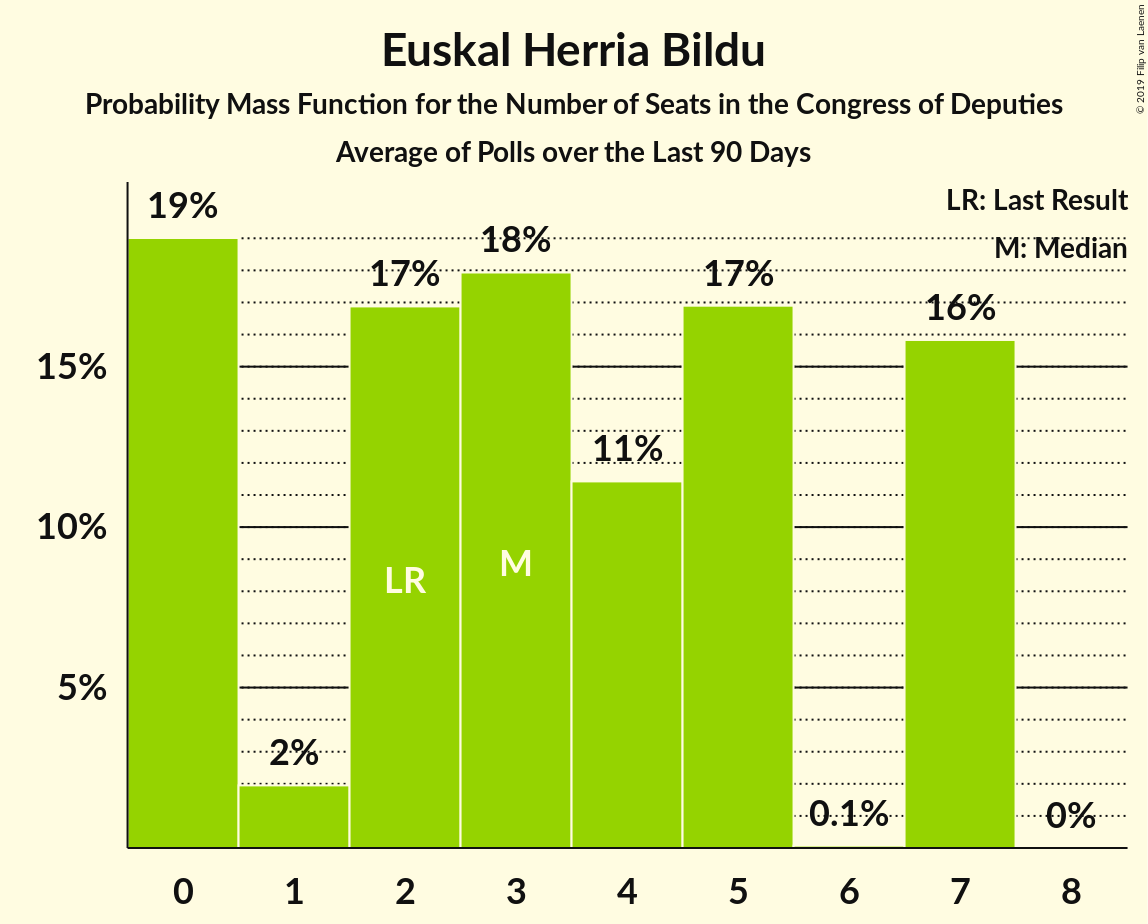 Euskal Herria Bildu
Probability Mass Function for the Number of Seats in the Congress of Deputies
Average of Polls over the Last 90 Days
© 2019 Filip van Laenen
LR: Last Result
M: Median
19%
2%
17%
18%
11%
17%
0.1%
16%
0%
LR
M
15%
10%
5%
0 1 2 3 4 5 6 7 8